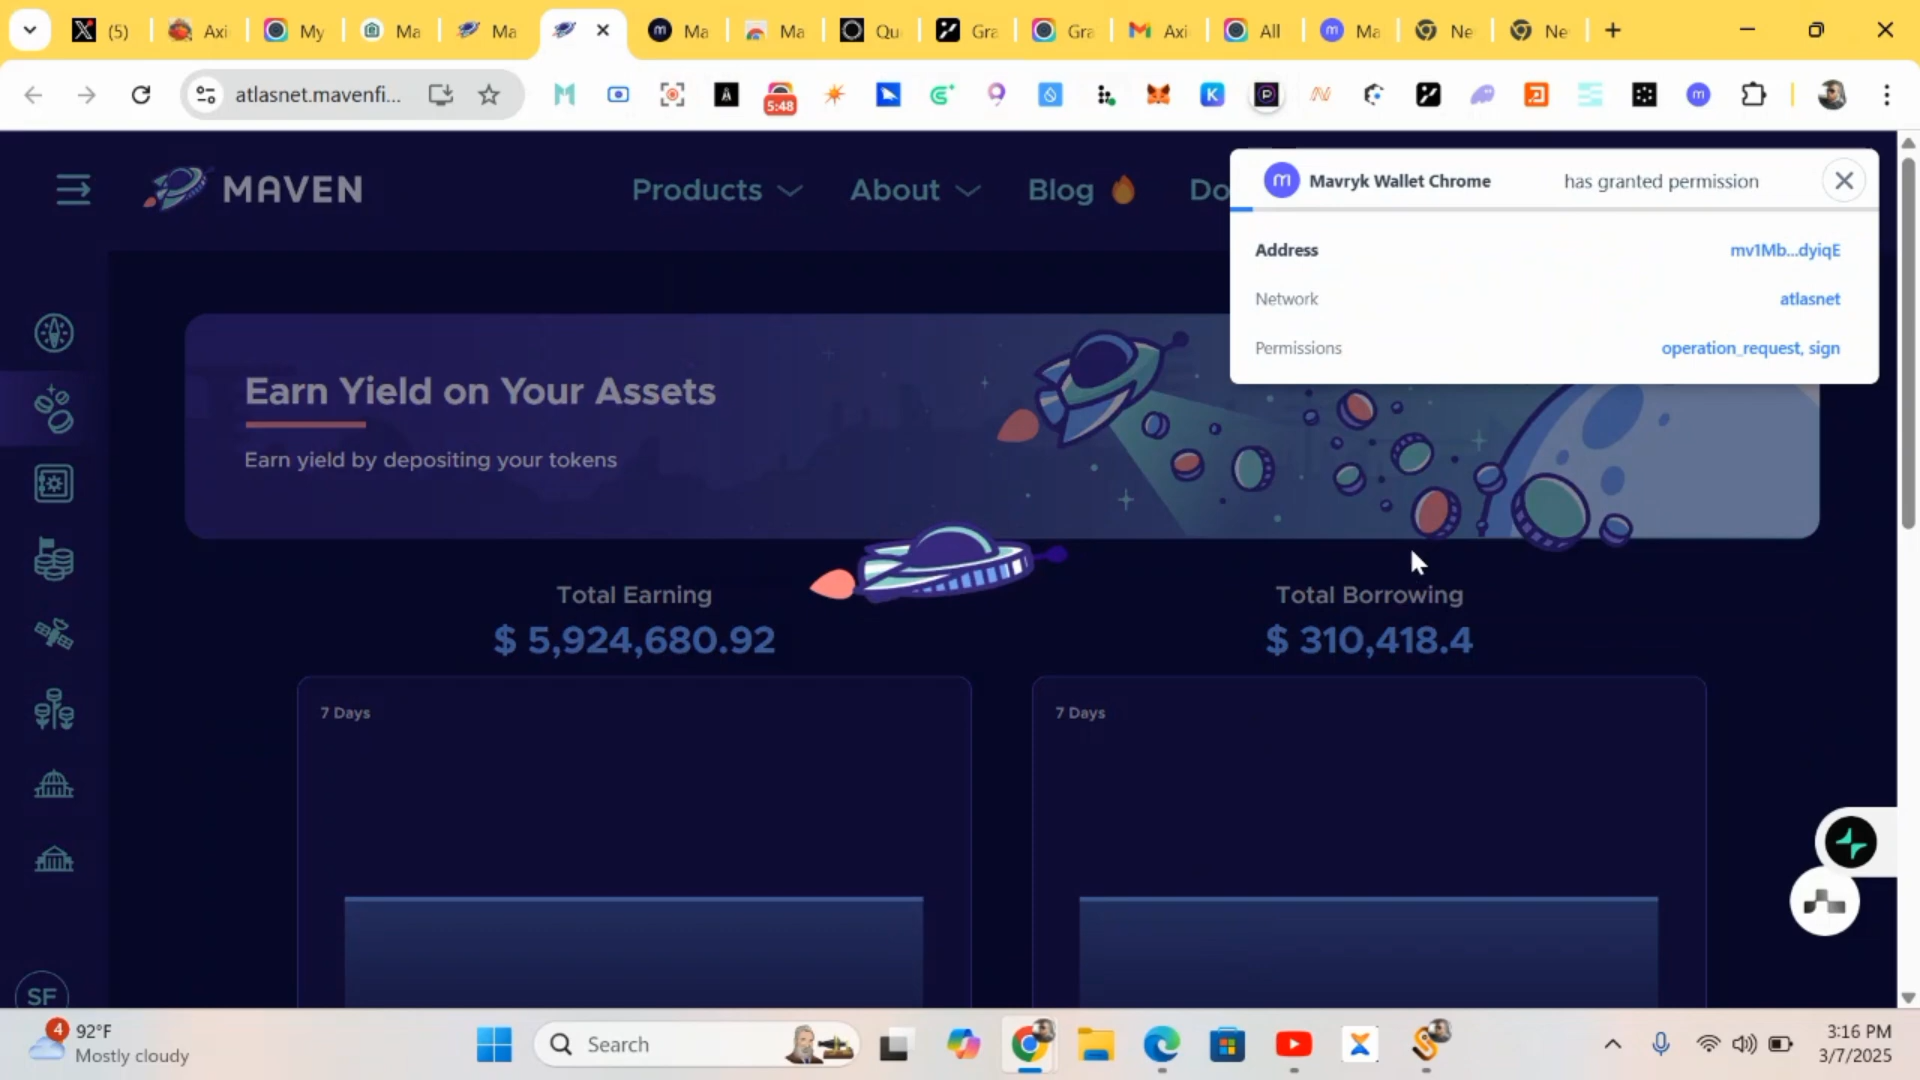 (5)
Axi
My
Ma
Ma
Ma
Ma
Qu
Gra
Gra
Axi
All
Ma
Ne
Ne
atlasnet.mavenfi...
5:48
MAVEN
Products
About
Blog
Do
Mavryk Wallet Chrome has granted permission
Address mv1Mb...dyiqE
Network atlasnet
Permissions operation_request, sign
Earn Yield on Your Assets
Earn yield by depositing your tokens
Total Earning
$ 5,924,680.92
Total Borrowing
$ 310,418.4
7 Days
7 Days
SF
4
92°F
Mostly cloudy
Search
3:16 PM
3/7/2025